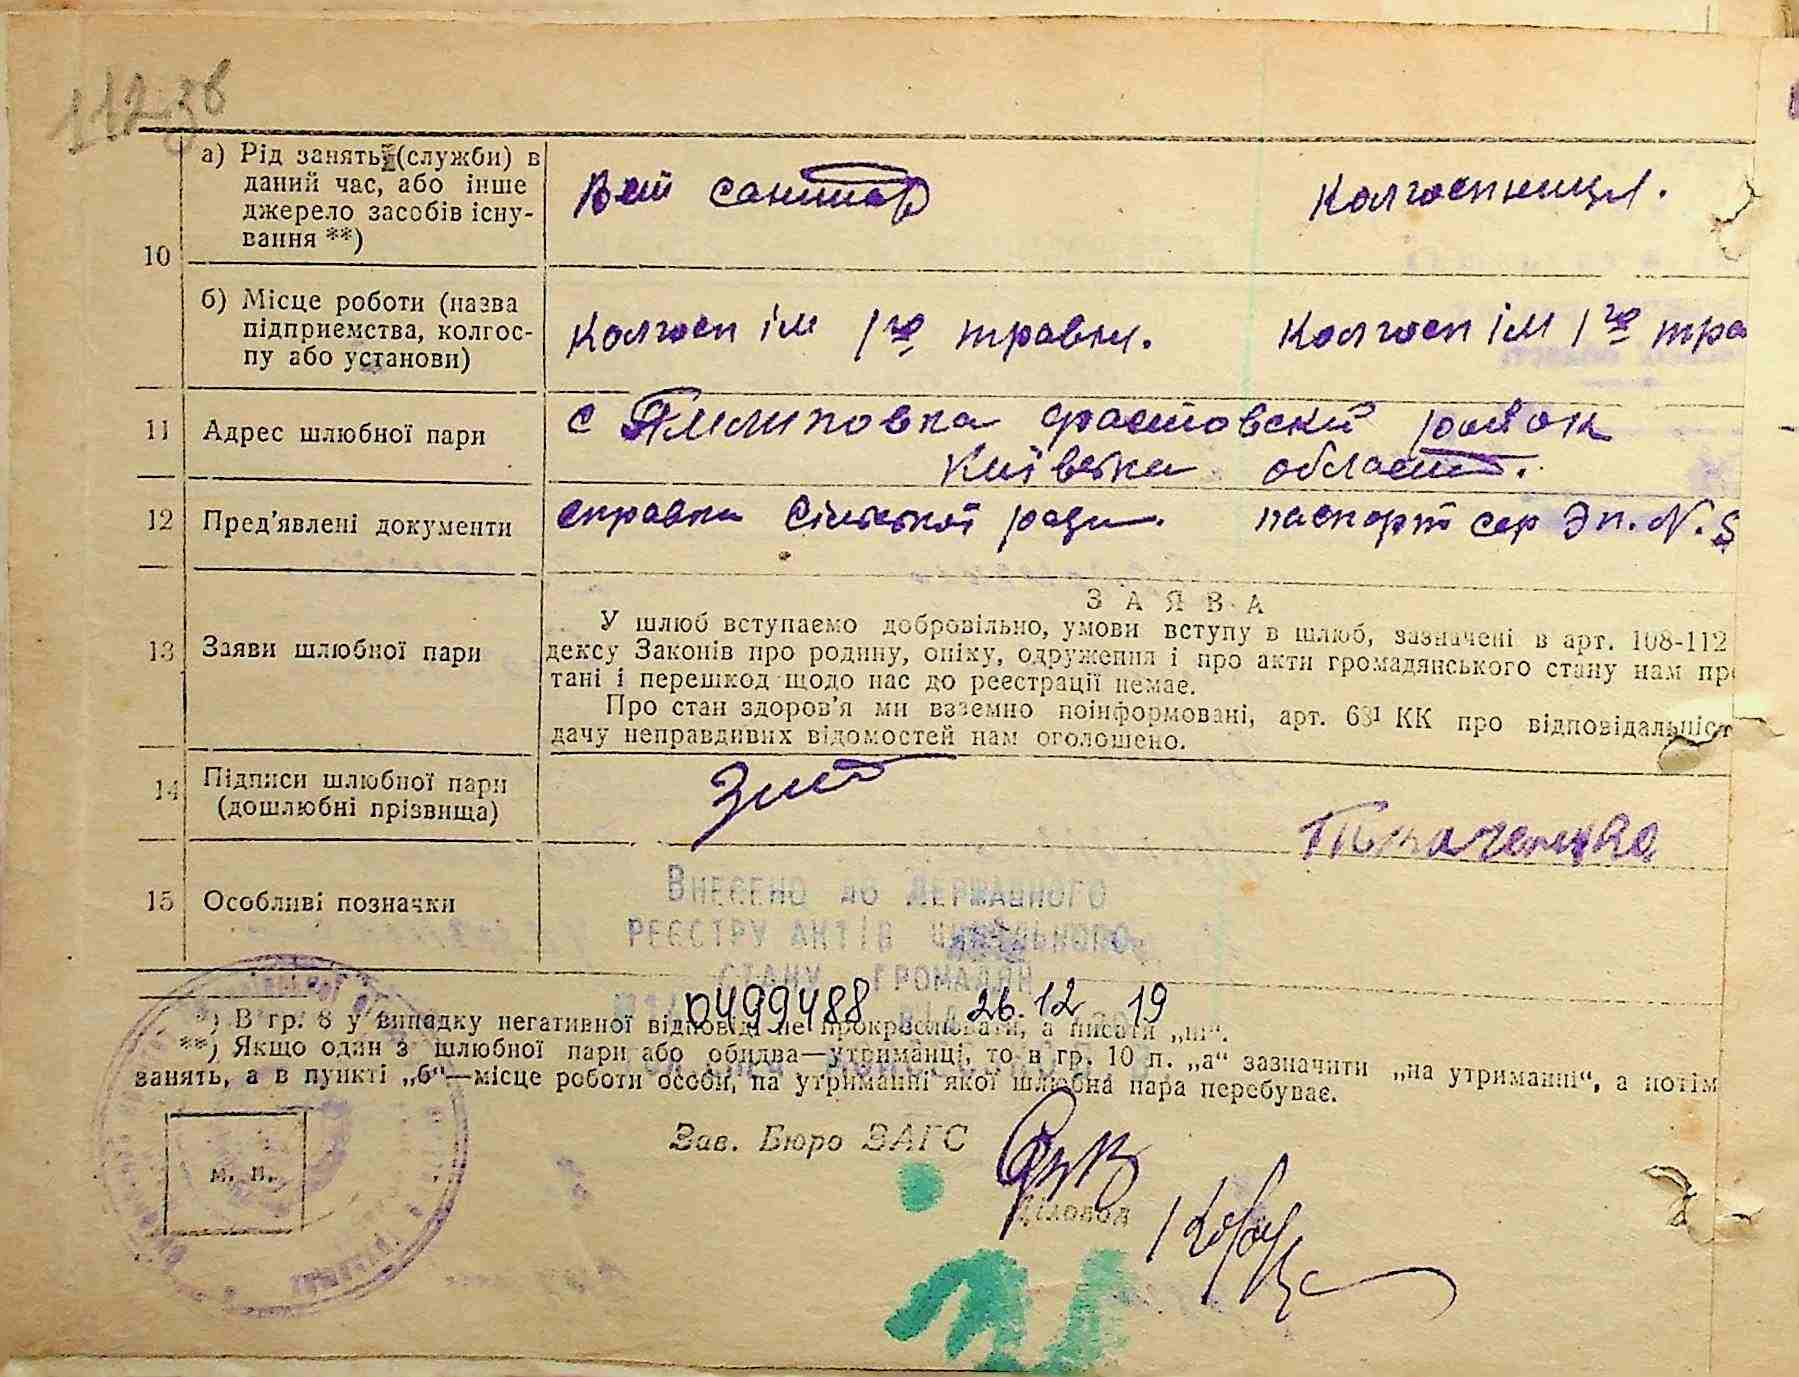 112зв
а) Рід занять (служби) в
даний час, або інше
джерело засобів існу-
вання **)
Вет санітар
Колгоспниця.
10
б) Місце роботи (назва
підприємства, колгос-
пу або установи)
Колгосп ім 1го травня.
Колгосп ім 1го тра
11 Адрес шлюбної пари
с Пилиповка Фастовский район
Київська область.
12 Пред'явлені документи
справка Сільської ради. паспорт сер Эп. N. 5
13 Заяви шлюбної пари
ЗАЯВА
У шлюб вступаємо добровільно, умови вступу в шлюб, зазначені в арт. 108-112
дексу Законів про родину, опіку, одруження і про акти громадянського стану нам про
тані і перешкод щодо нас до реєстрації немає.
Про стан здоров'я ми взаємно поінформовані, арт. 68¹ КК про відповідальніст
дачу неправдивих відомостей нам оголошено.
14 Підписи шлюбної пари
(дошлюбні прізвища)
Ткаченко
15 Особливі позначки
Внесено до Державного
реєстру актів цивільного
стану громадян
0499488 26.12 19
*) В гр. 8 у випадку негативної відповіді не прокреслювати, а писати „ні“.
**) Якщо один з шлюбної пари або обидва—утриманці, то в гр. 10 п. „а“ зазначити „на утриманні“, а потім
занять, а в пункті „б“—місце роботи особи, на утриманні якої шлюбна пара перебуває.
Зав. Бюро ЗАГС
м. п.
Діловод